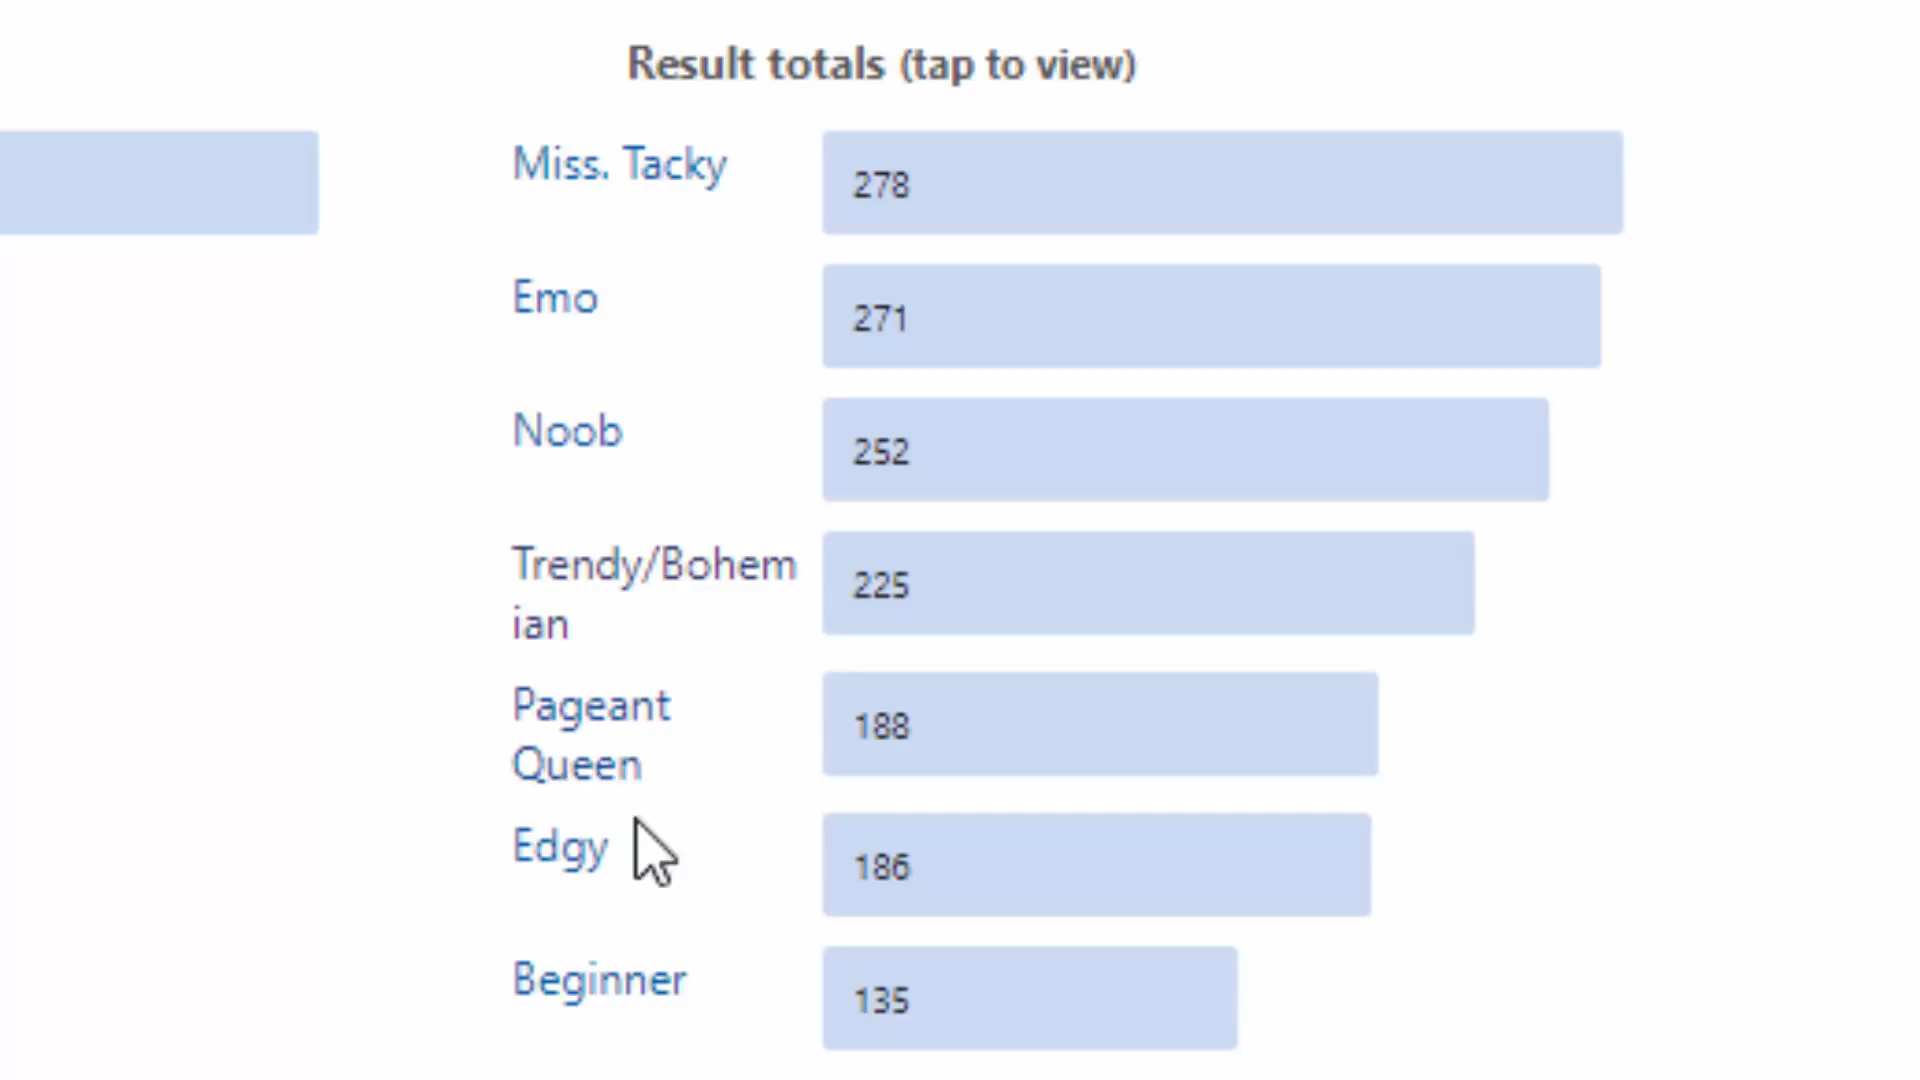 Result totals (tap to view)
Miss. Tacky 278
Emo 271
Noob 252
Trendy/Bohem 225
ian
Pageant 188
Queen
Edgy 186
Beginner 135